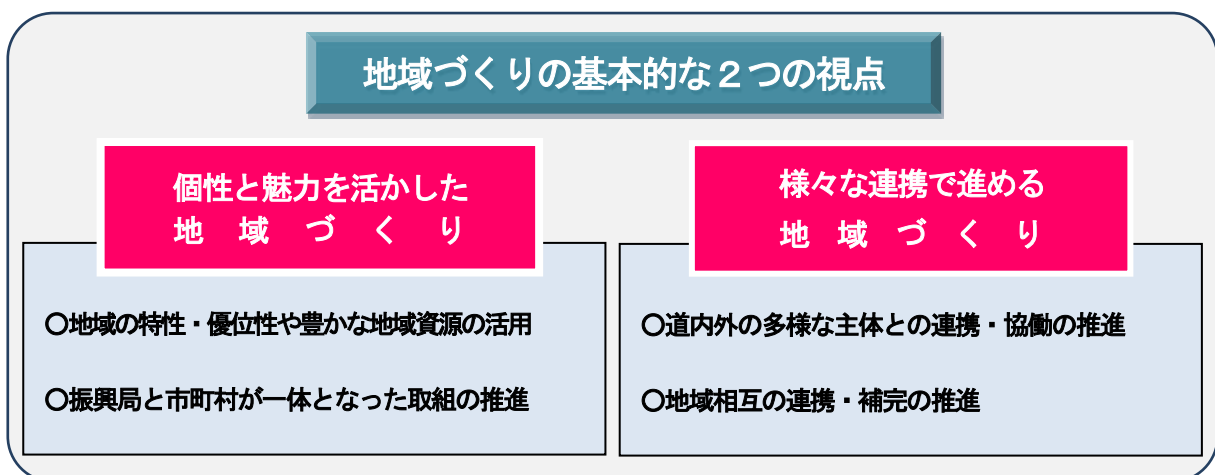 地域づくりの基本的な２つの視点
個性と魅力を活かした
地域づくり
〇地域の特性・優位性や豊かな地域資源の活用
〇振興局と市町村が一体となった取組の推進
様々な連携で進める
地域づくり
〇道内外の多様な主体との連携・協働の推進
〇地域相互の連携・補完の推進